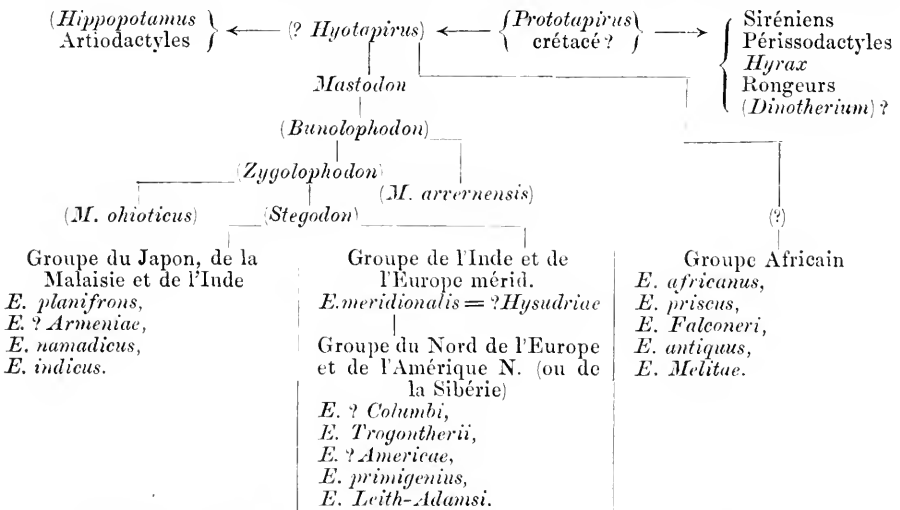 (Hippopotamus
Artiodactyles
(? Hyotapirus)
Prototapirus
crétacé ?
Siréniens
Périssodactyles
Hyrax
Rongeurs
(Dinotherium) ?
Mastodon
(Bunolophodon)
(Zygolophodon)
(M. arvernensis)
(M. ohioticus)
(Stegodon)
(?)
Groupe du Japon, de la
Malaisie et de l'Inde
E. planifrons,
E. ? Armeniae,
E. namadicus,
E. indicus.
Groupe de l'Inde et de
l'Europe mérid.
E. meridionalis = ? Hysudriae
Groupe du Nord de l'Europe
et de l'Amérique N. (ou de
la Sibérie)
E. ? Columbi,
E. Trogontherii,
E. ? Americae,
E. primigenius,
E. Leith-Adamsi.
Groupe Africain
E. africanus,
E. priscus,
E. Falconeri,
E. antiquus,
E. Melitae.